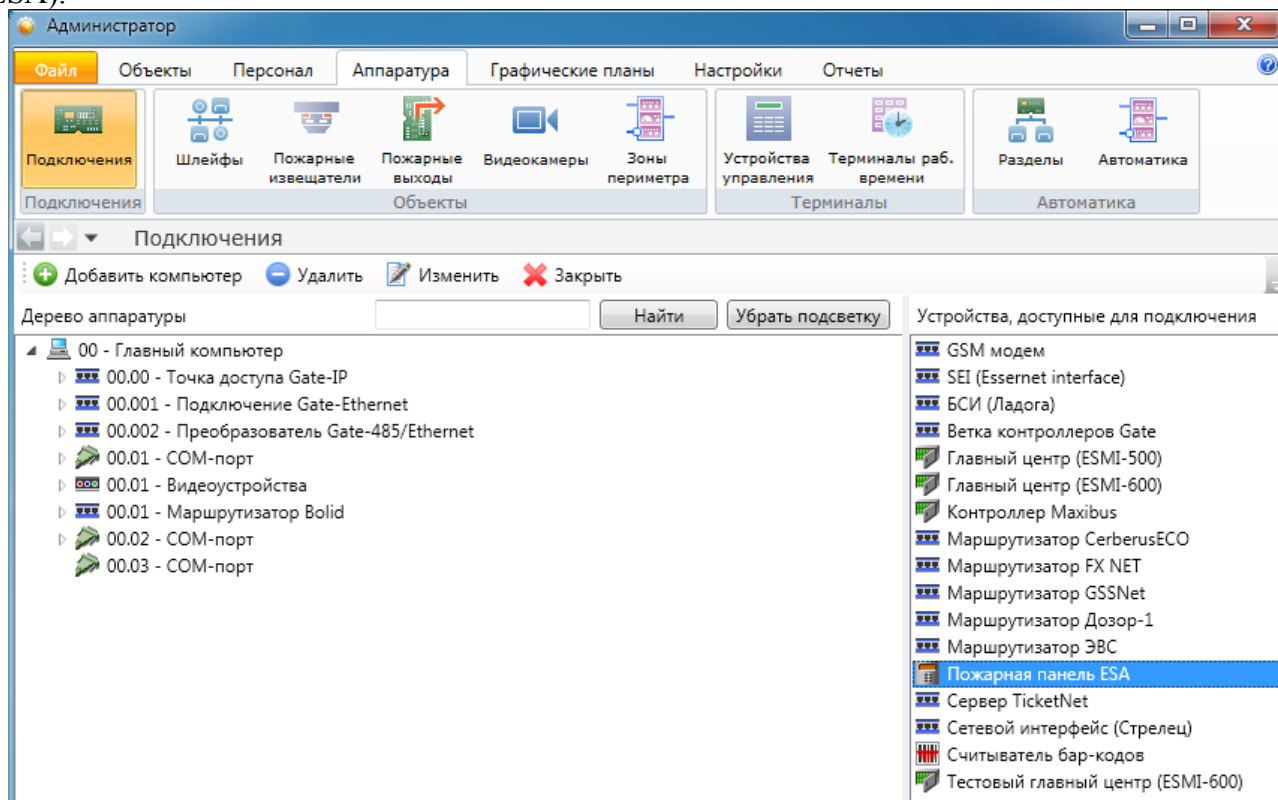 ESA).
Администратор
Файл Объекты Персонал Аппаратура Графические планы Настройки Отчеты
Подключения Шлейфы Пожарные извещатели Пожарные выходы Видеокамеры Зоны периметра Устройства управления Терминалы раб. времени Разделы Автоматика
Подключения Объекты Терминалы Автоматика
Подключения
Добавить компьютер Удалить Изменить Закрыть
Дерево аппаратуры Найти Убрать подсветку Устройства, доступные для подключения
00 - Главный компьютер
00.00 - Точка доступа Gate-IP
00.001 - Подключение Gate-Ethernet
00.002 - Преобразователь Gate-485/Ethernet
00.01 - COM-порт
00.01 - Видеоустройства
00.01 - Маршрутизатор Bolid
00.02 - COM-порт
00.03 - COM-порт
GSM модем
SEI (Essernet interface)
БСИ (Ладога)
Ветка контроллеров Gate
Главный центр (ESMI-500)
Главный центр (ESMI-600)
Контроллер Maxibus
Маршрутизатор CerberusECO
Маршрутизатор FX NET
Маршрутизатор GSSNet
Маршрутизатор Дозор-1
Маршрутизатор ЭВС
Пожарная панель ESA
Сервер TicketNet
Сетевой интерфейс (Стрелец)
Считыватель бар-кодов
Тестовый главный центр (ESMI-600)